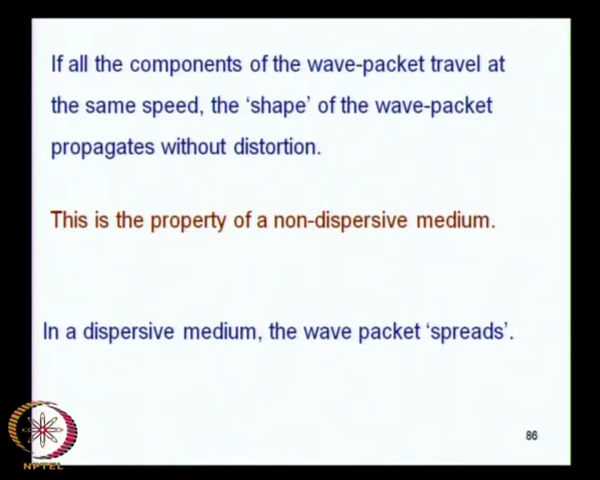 If all the components of the wave-packet travel at
the same speed, the ‘shape’ of the wave-packet
propagates without distortion.
This is the property of a non-dispersive medium.
In a dispersive medium, the wave packet ‘spreads’.
86
NPTEL